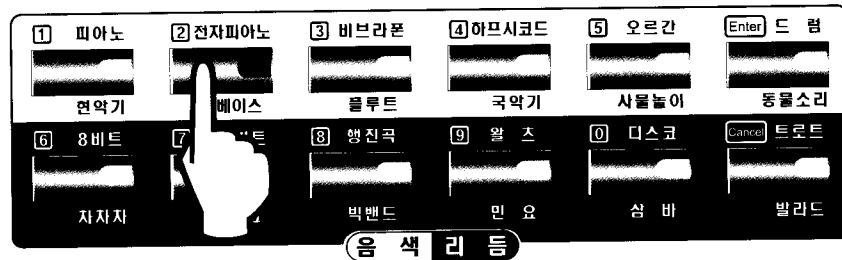 1 피아노 2 전자피아노 3 비브라폰 4 하프시코드 5 오르간 Enter 드 럼
현악기 베이스 플루트 국악기 사물놀이 동물소리
6 8비트 7 8 행진곡 9 왈 츠 0 디스코 Cancel 트로트
차차차 빅밴드 민 요 삼 바 발라드
음 색 리 듬